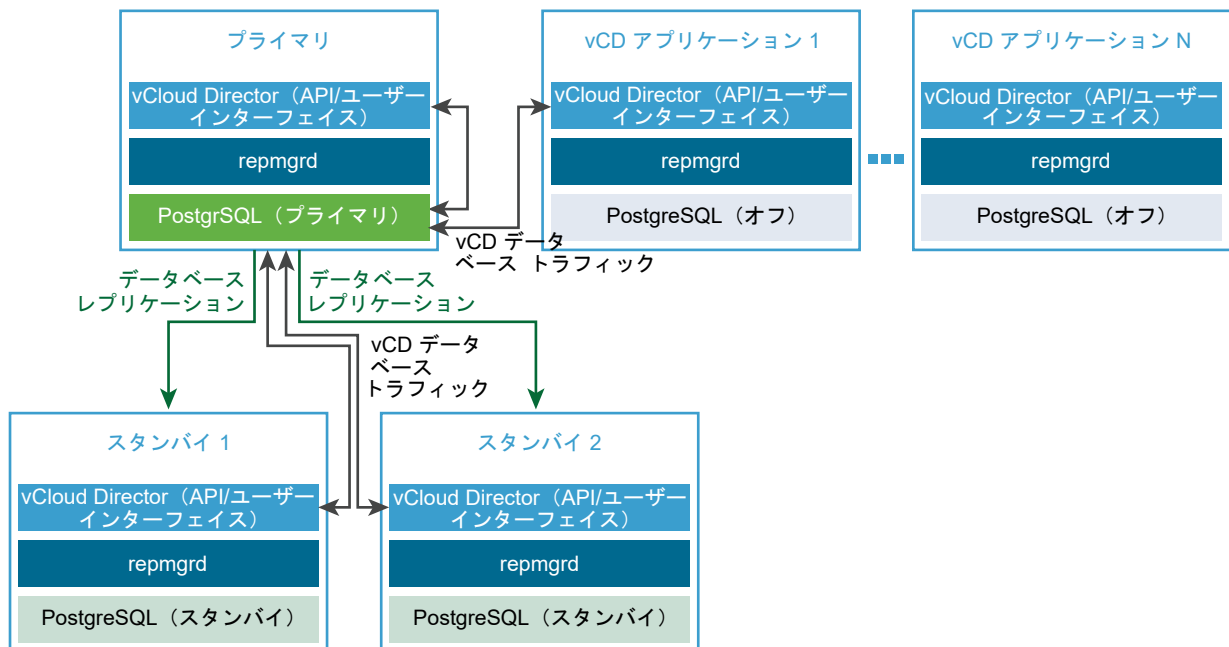 プライマリ
vCloud Director（API/ユーザー
インターフェイス）
repmgrd
PostgrSQL（プライマリ）
vCD アプリケーション 1
vCloud Director（API/ユーザー
インターフェイス）
repmgrd
PostgreSQL（オフ）
vCD アプリケーション N
vCloud Director（API/ユーザー
インターフェイス）
repmgrd
PostgreSQL（オフ）
vCD データ
ベース トラフィック
データベース
レプリケーション
データベース
レプリケーション
vCD データ
ベース
トラフィック
スタンバイ 1
vCloud Director（API/ユーザー
インターフェイス）
repmgrd
PostgreSQL（スタンバイ）
スタンバイ 2
vCloud Director（API/ユーザー
インターフェイス）
repmgrd
PostgreSQL（スタンバイ）